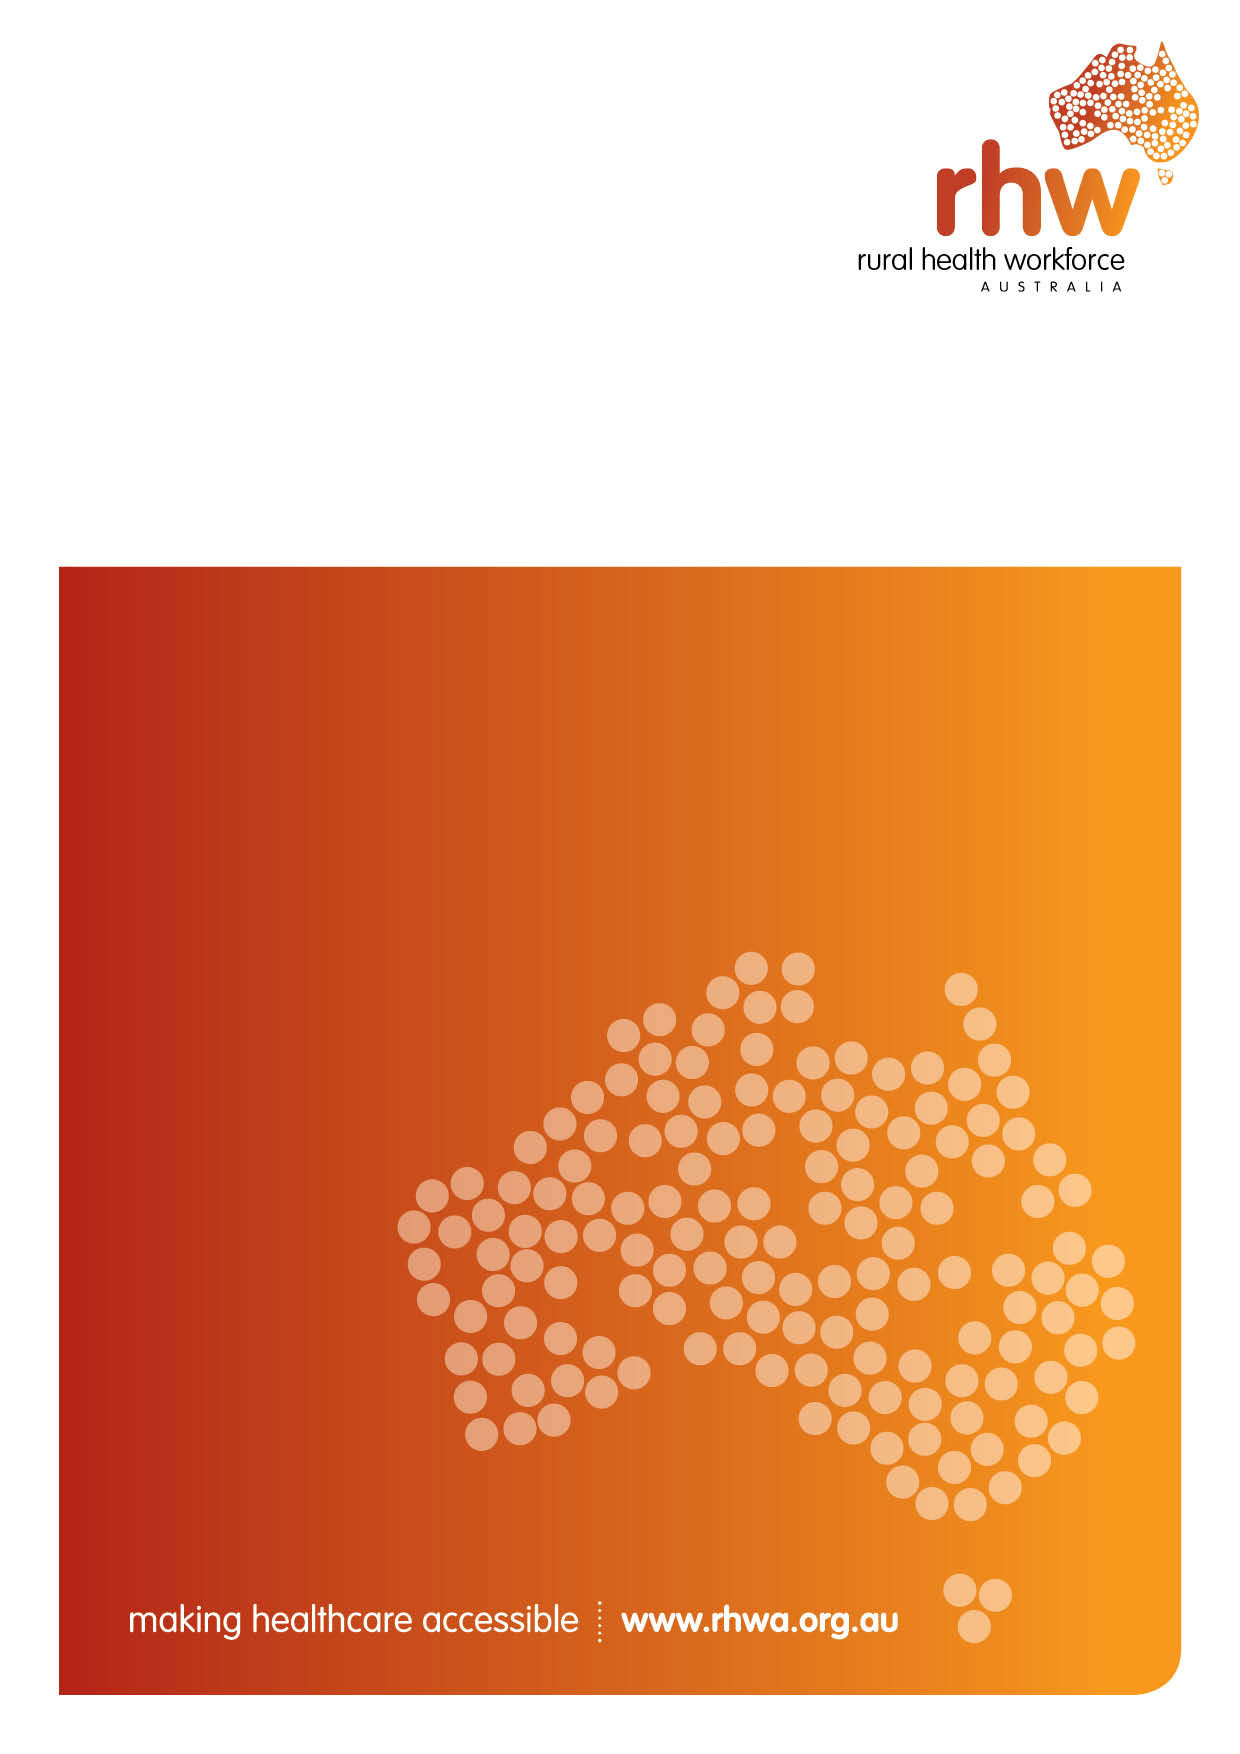 rhw
rural health workforce
AUSTRALIA
making healthcare accessible www.rhwa.org.au